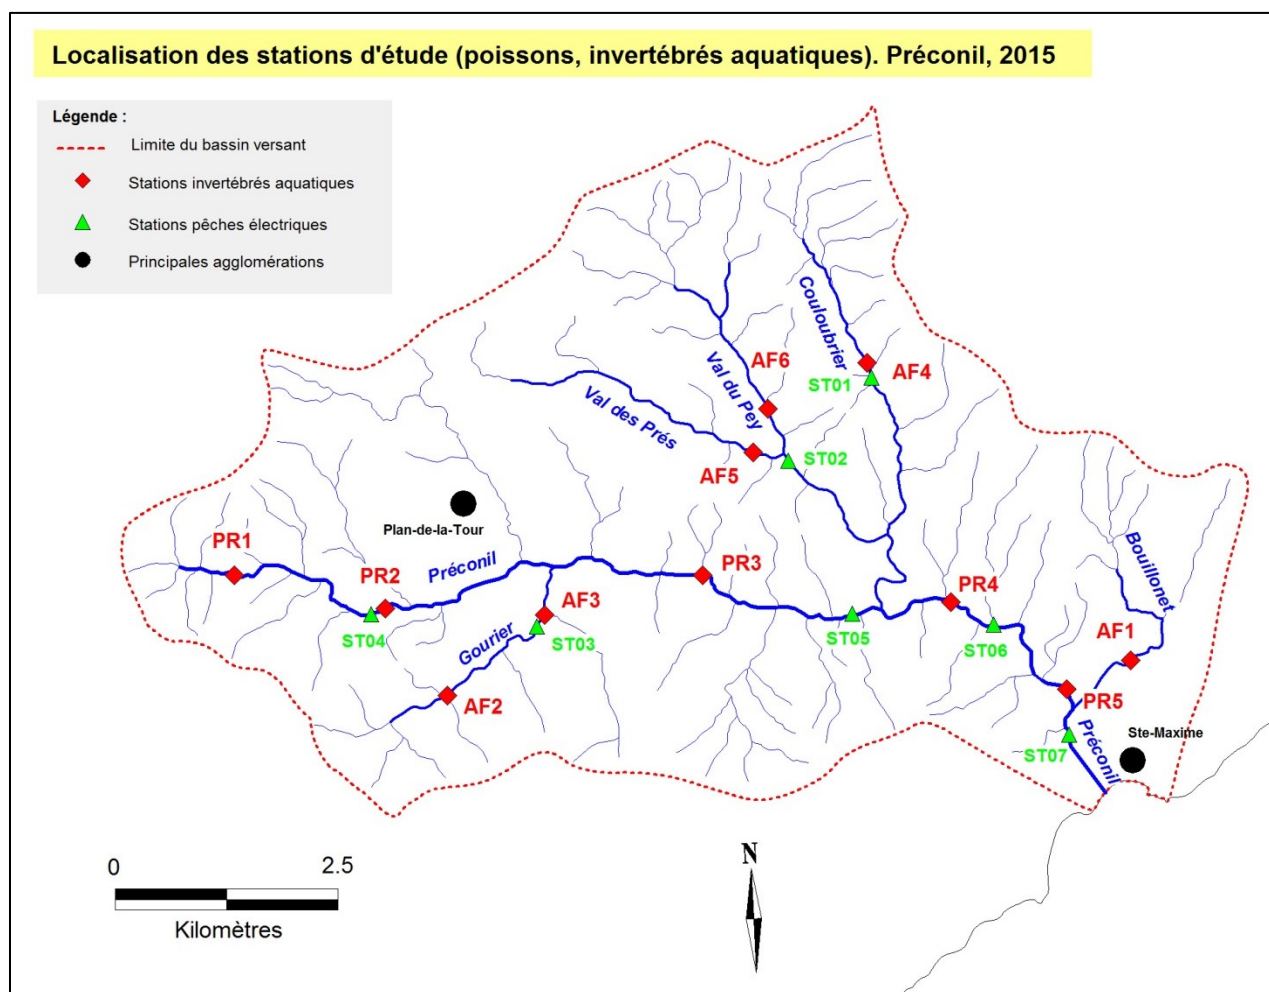 Localisation des stations d'étude (poissons, invertébrés aquatiques). Préconil, 2015
Légende :
Limite du bassin versant
Stations invertébrés aquatiques
Stations pêches électriques
Principales agglomérations
Couloubrier
AF6
AF4
ST01
Val du Pey
Val des Prés
AF5
ST02
Plan-de-la-Tour
PR1
PR2
Préconil
PR3
PR4
Bouillonet
AF3
ST04
Gourier
ST03
ST05
ST06
AF1
AF2
PR5
Préconil
Ste-Maxime
ST07
0
2.5
Kilomètres
N